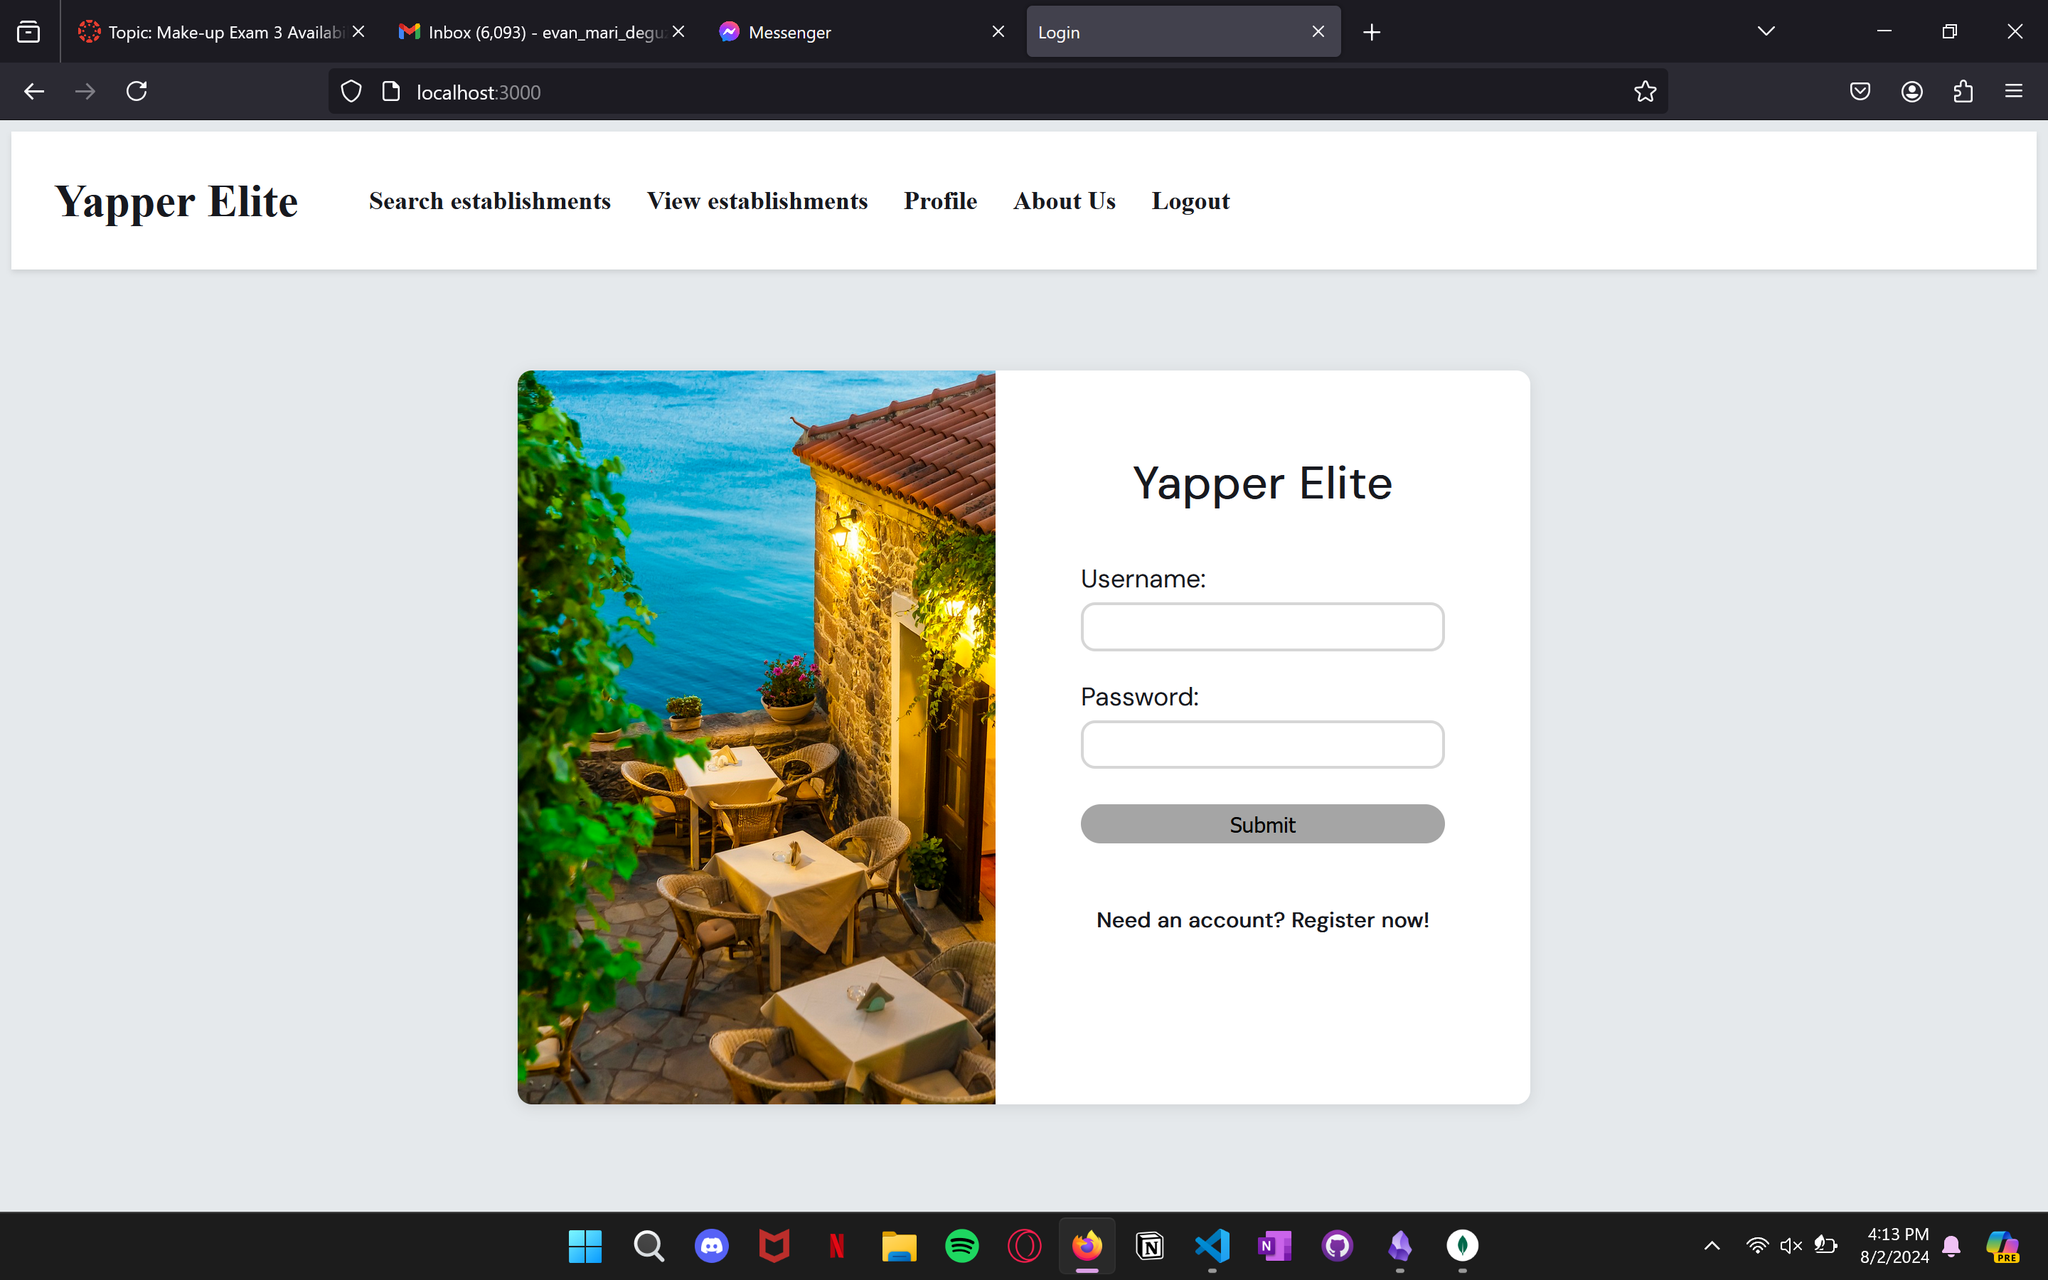 Topic: Make-up Exam 3 Availabi
Inbox (6,093) - evan_mari_degu
Messenger
Login
localhost:3000
Yapper Elite
Search establishments
View establishments
Profile
About Us
Logout
Yapper Elite
Username:
Password:
Submit
Need an account? Register now!
4:13 PM
8/2/2024
PRE